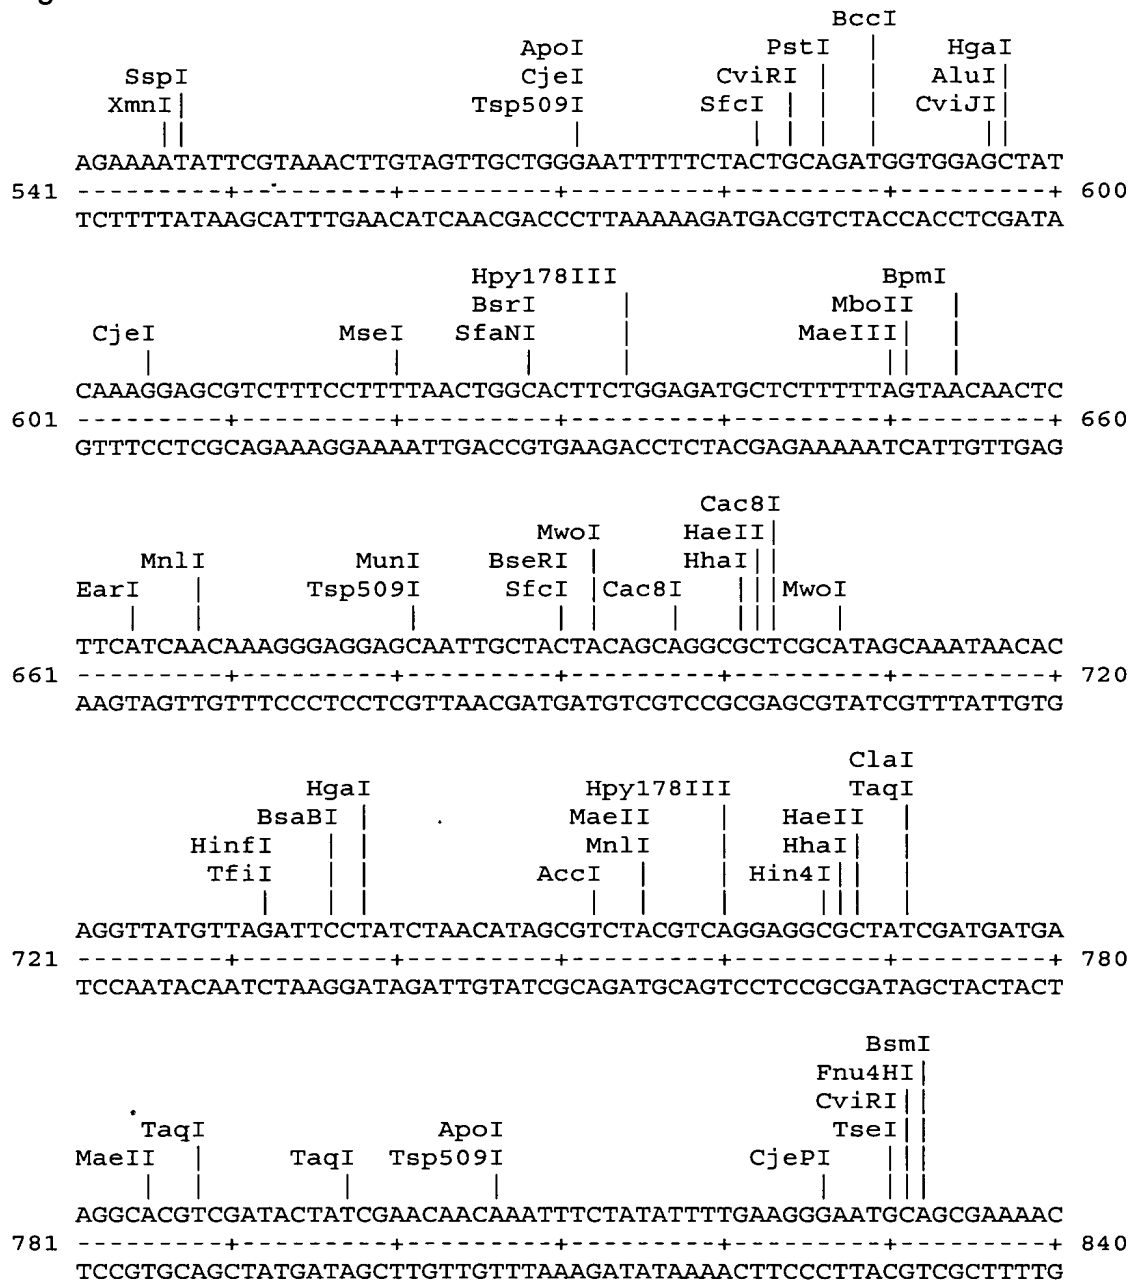 BccI
ApoI PstI HgaI
SspI CjeI CviRI AluI
XmnI Tsp509I SfcI CviJI
AGAAAATATTCGTAAACTTGTAGTTGCTGGGAATTTTTCTACTGCAGATGGTGGAGCTAT
541 ---------+---------+---------+---------+---------+---------+ 600
TCTTTTATAAGCATTTGAACATCAACGACCCTTAAAAAGATGACGTCTACCACCTCGATA
Hpy178III BpmI
BsrI MboII
CjeI MseI SfaNI MaeIII
CAAAGGAGCGTCTTTCCTTTTAACTGGCACTTCTGGAGATGCTCTTTTTAGTAACAACTC
601 ---------+---------+---------+---------+---------+---------+ 660
GTTTCCTCGCAGAAAGGAAAATTGACCGTGAAGACCTCTACGAGAAAAATCATTGTTGAG
Cac8I
MwoI HaeII
MnlI MunI BseRI HhaI
EarI Tsp509I SfcI Cac8I MwoI
TTCATCAACAAAGGGAGGAGCAATTGCTACTACAGCAGGCGCTCGCATAGCAAATAACAC
661 ---------+---------+---------+---------+---------+---------+ 720
AAGTAGTTGTTTCCCTCCTCGTTAACGATGATGTCGTCCGCGAGCGTATCGTTTATTGTG
ClaI
HgaI Hpy178III TaqI
BsaBI MaeII HaeII
HinfI MnlI HhaI
TfiI AccI Hin4I
AGGTTATGTTAGATTCCTATCTAACATAGCGTCTACGTCAGGAGGCGCTATCGATGATGA
721 ---------+---------+---------+---------+---------+---------+ 780
TCCAATACAATCTAAGGATAGATTGTATCGCAGATGCAGTCCTCCGCGATAGCTACTACT
BsmI
Fnu4HI
CviRI
TaqI ApoI TseI
MaeII TaqI Tsp509I CjePI
AGGCACGTCGATACTATCGAACAACAAATTTCTATATTTTGAAGGGAATGCAGCGAAAAC
781 ---------+---------+---------+---------+---------+---------+ 840
TCCGTGCAGCTATGATAGCTTGTTGTTTAAAGATATAAAACTTCCCTTACGTCGCTTTTG